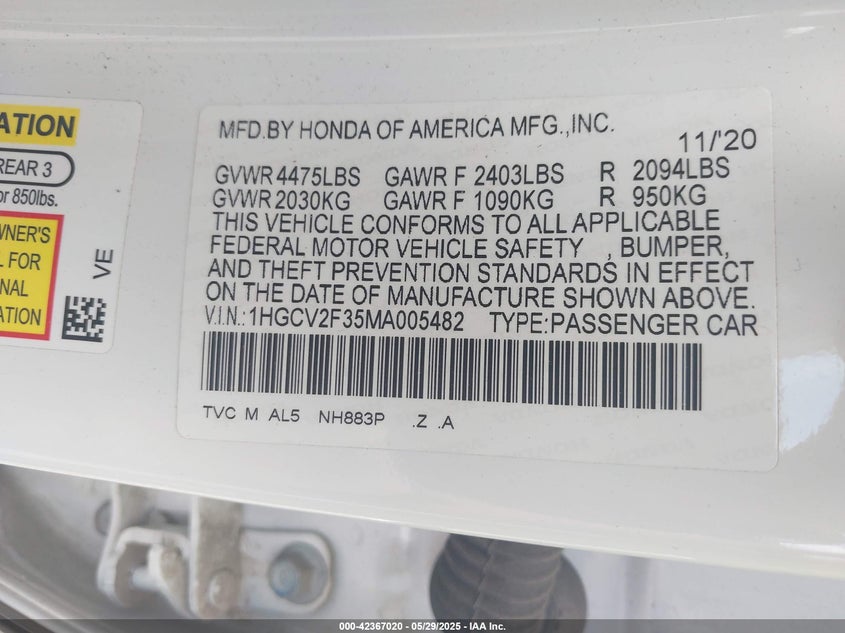 ATION
REAR 3
or 850lbs.
WNER'S
L FOR
NAL
ATION
VE
MFD.BY HONDA OF AMERICA MFG.,INC.
11/'20
GVWR 4475LBS GAWR F 2403LBS R 2094LBS
GVWR 2030KG GAWR F 1090KG R 950KG
THIS VEHICLE CONFORMS TO ALL APPLICABLE
FEDERAL MOTOR VEHICLE SAFETY , BUMPER,
AND THEFT PREVENTION STANDARDS IN EFFECT
ON THE DATE OF MANUFACTURE SHOWN ABOVE.
V.I.N.:1HGCV2F35MA005482 TYPE:PASSENGER CAR
TVC M AL5 NH883P .Z .A
000-42367020 - 05/29/2025 - IAA Inc.